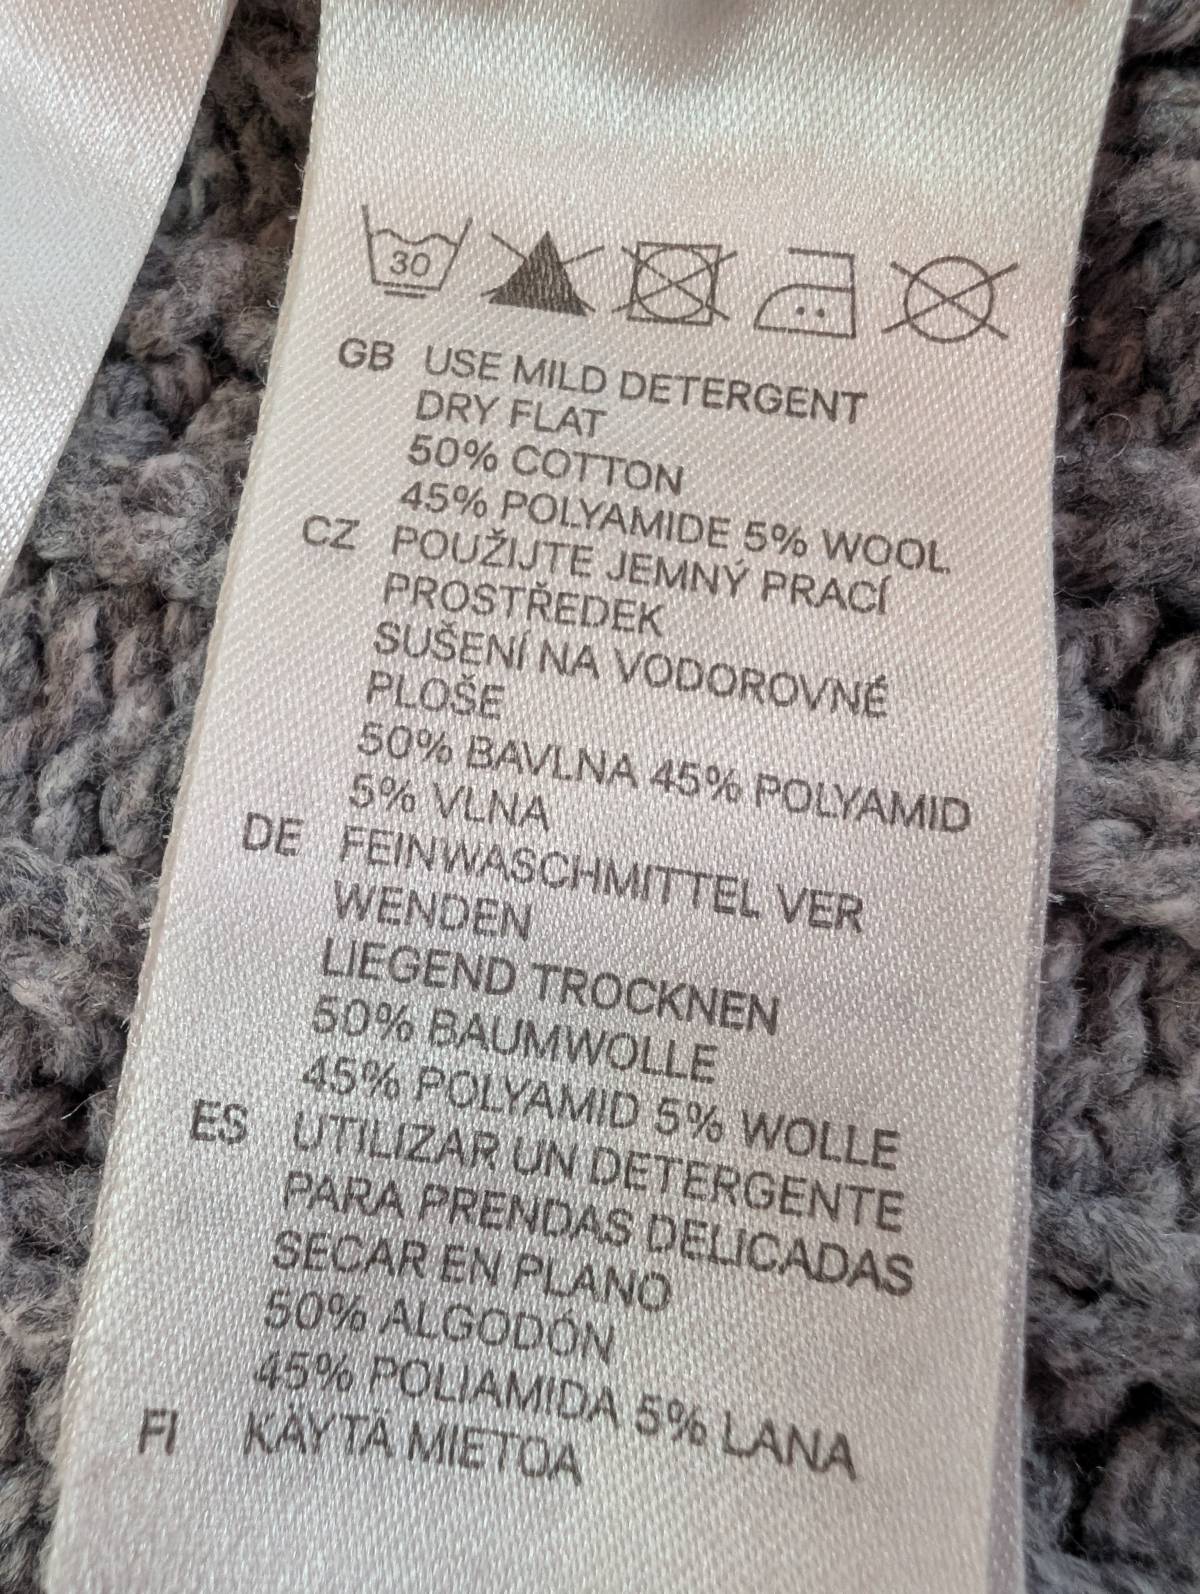 30
GB USE MILD DETERGENT
DRY FLAT
50% COTTON
45% POLYAMIDE 5% WOOL
CZ POUŽIJTE JEMNÝ PRACÍ
PROSTŘEDEK
SUŠENÍ NA VODOROVNÉ
PLOŠE
50% BAVLNA 45% POLYAMID
5% VLNA
DE FEINWASCHMITTEL VER
WENDEN
LIEGEND TROCKNEN
50% BAUMWOLLE
45% POLYAMID 5% WOLLE
ES UTILIZAR UN DETERGENTE
PARA PRENDAS DELICADAS
SECAR EN PLANO
50% ALGODÓN
45% POLIAMIDA 5% LANA
FI KÄYTÄ MIETOA